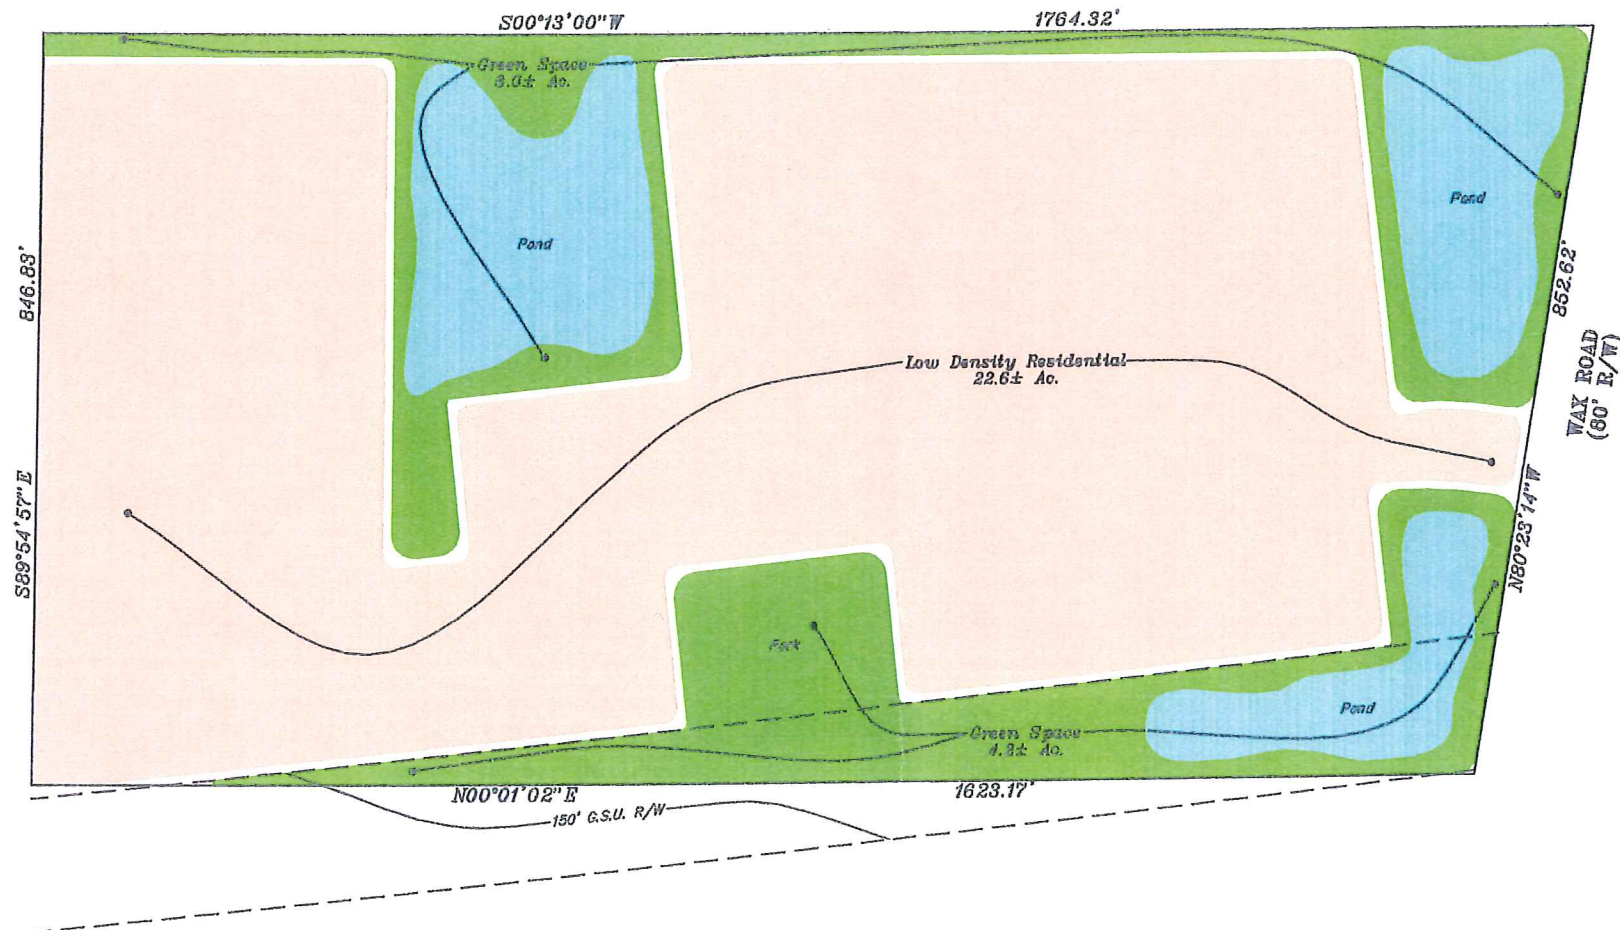 S00°13'00"W
1764.32'
Green Space
Ac.
Pond
Pond
846.83'
S89°54'57"E
852.62'
WAX ROAD
(80' R/W)
Low Density Residential
22.6± Ac.
N80°23'14"W
Park
Pond
Green Space
Ac.
N00°01'02"E
1623.17'
150' G.S.U. R/W